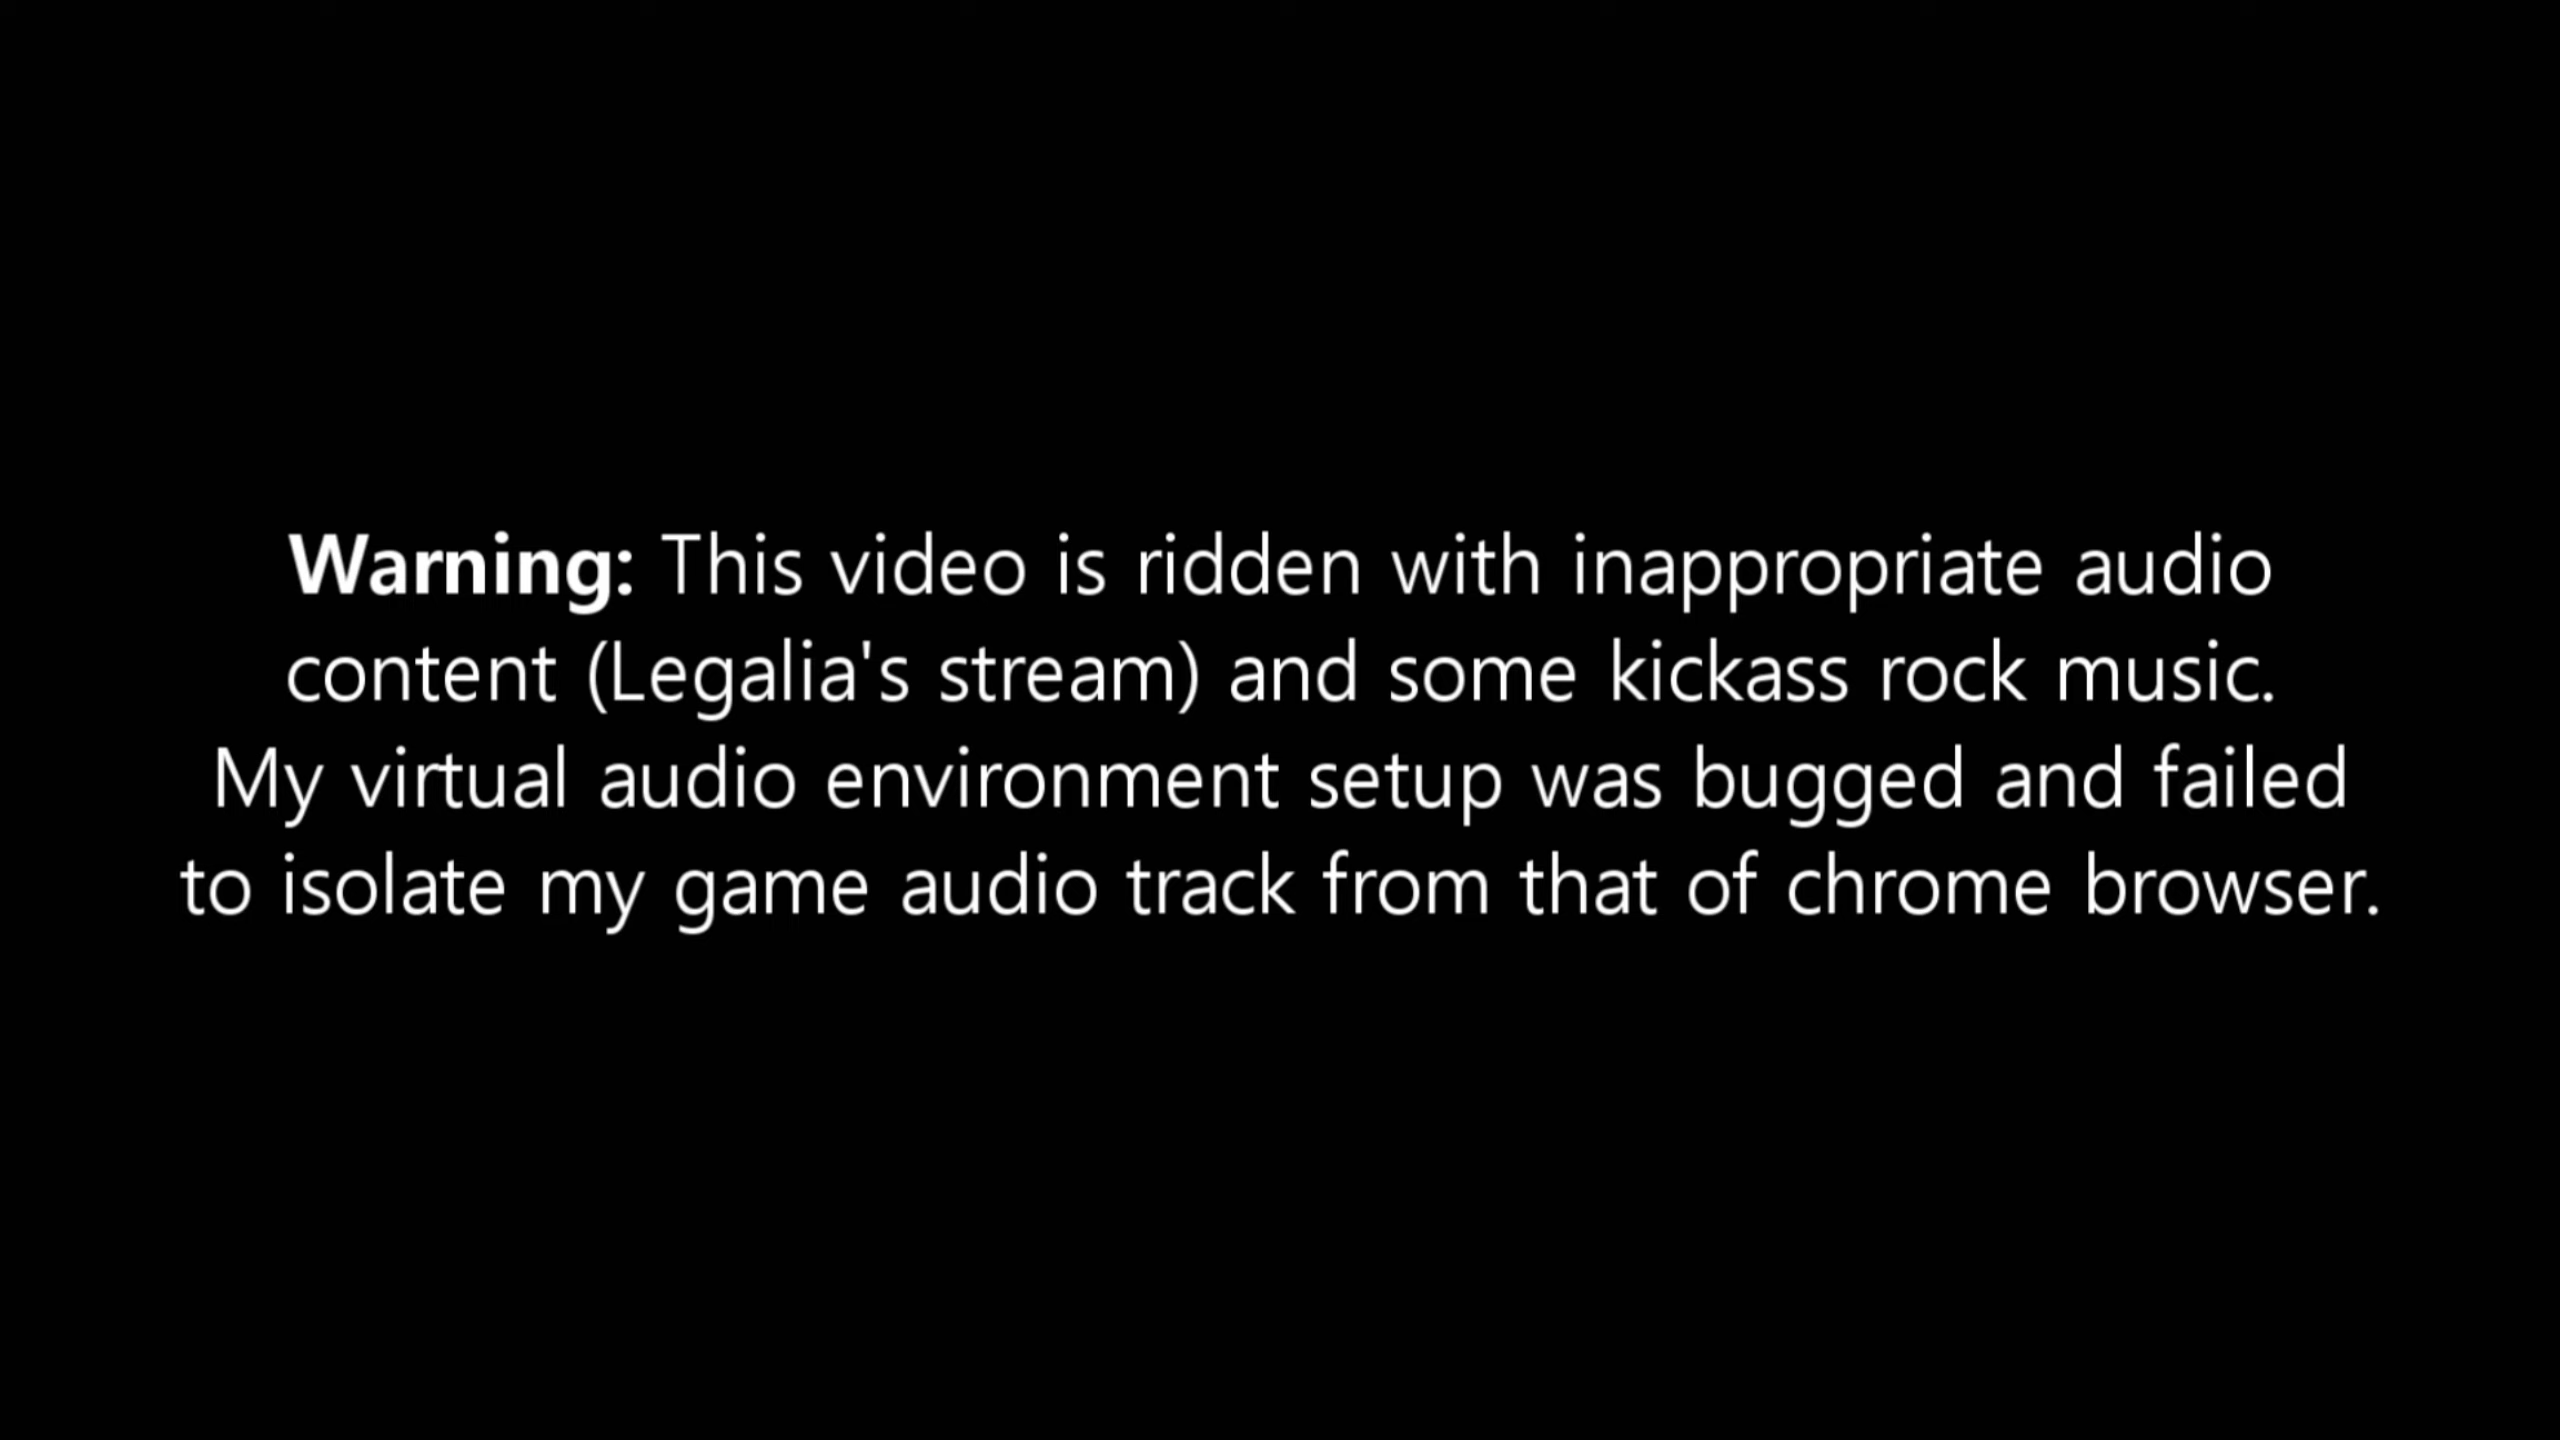 Warning: This video is ridden with inappropriate audio
content (Legalia's stream) and some kickass rock music.
My virtual audio environment setup was bugged and failed
to isolate my game audio track from that of chrome browser.